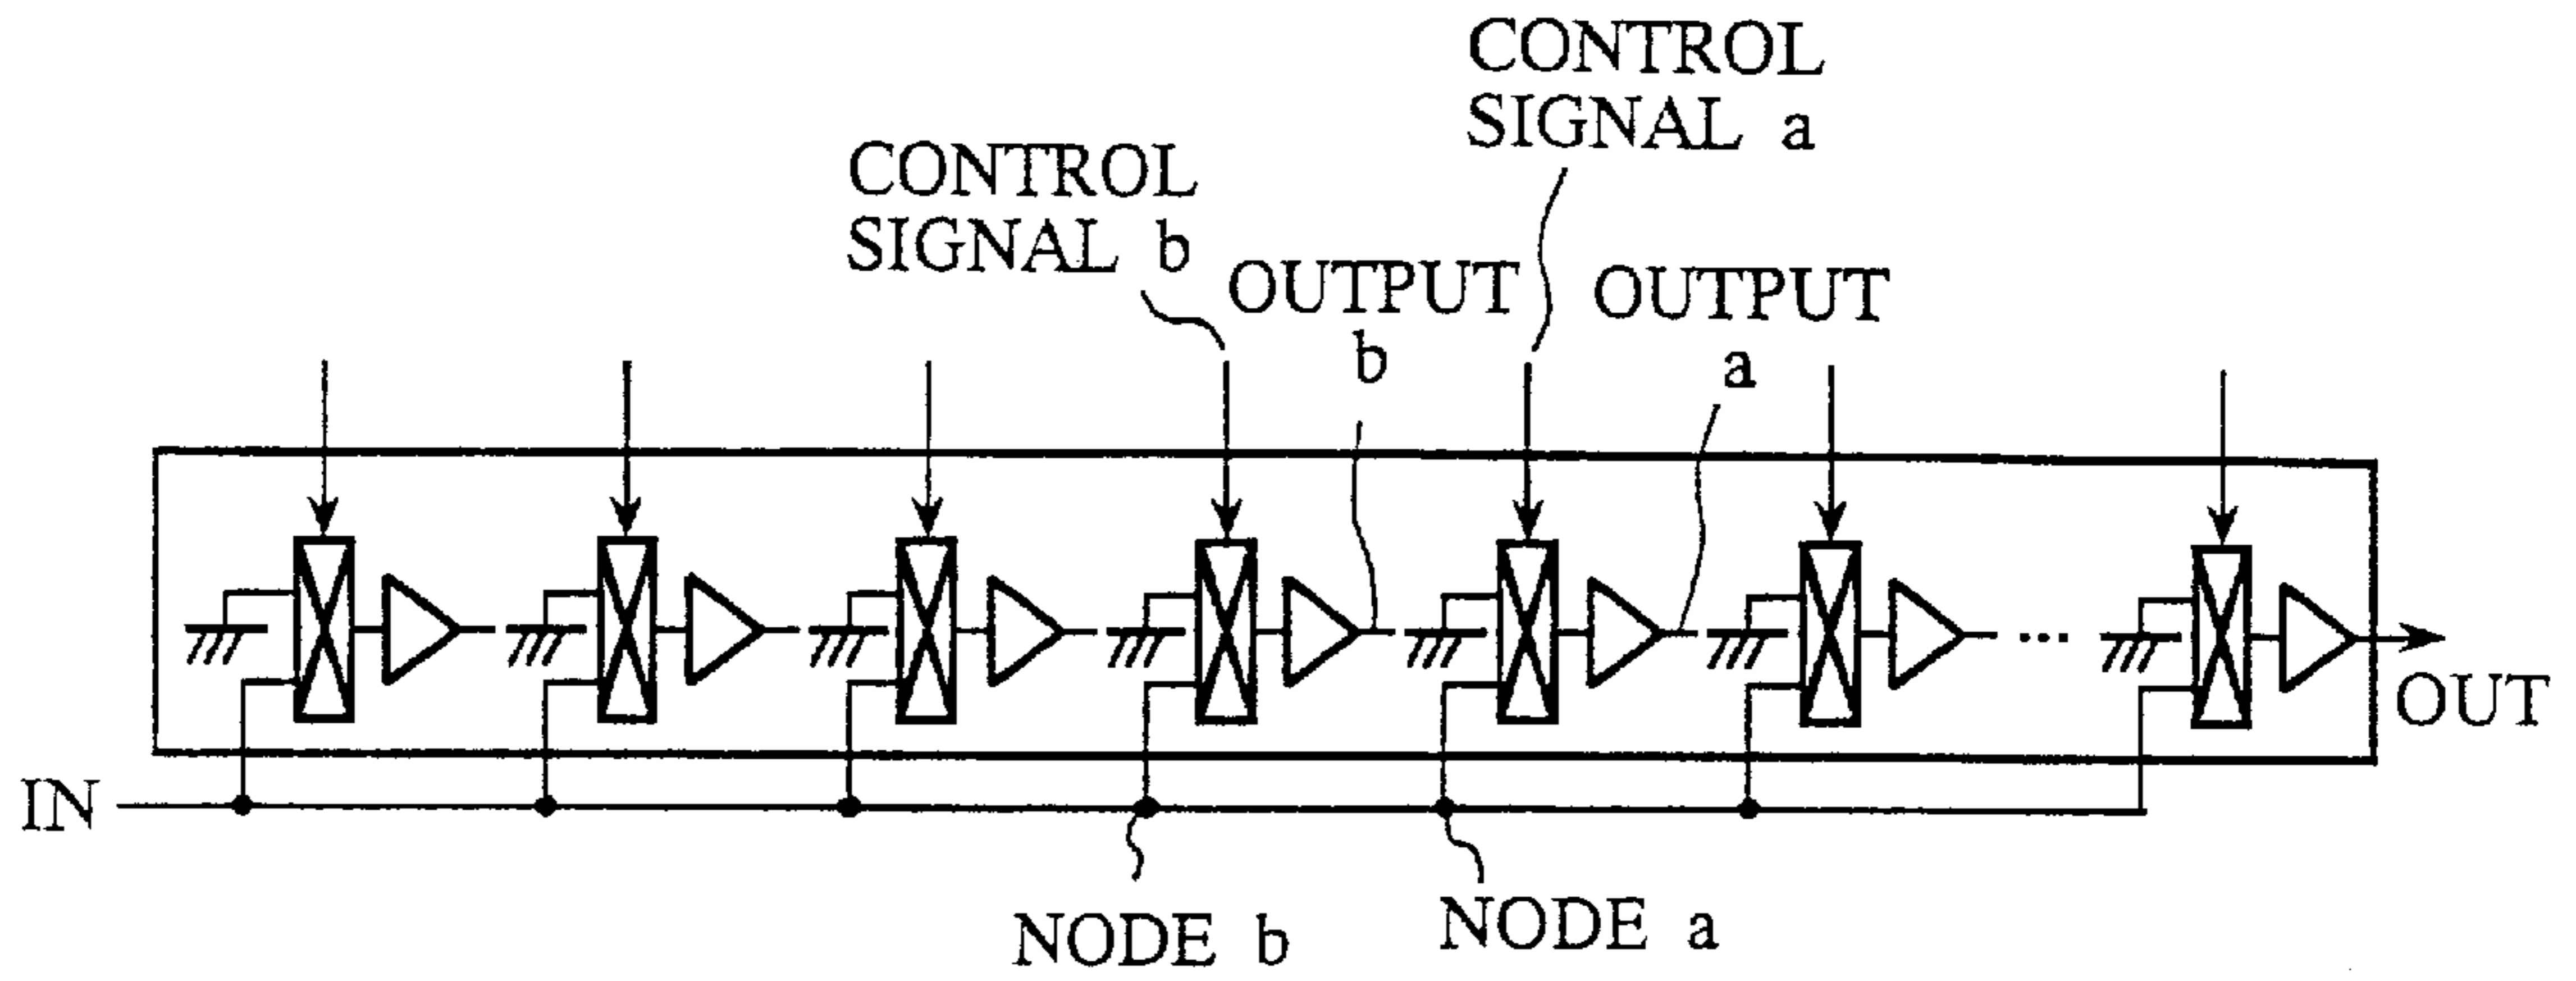 CONTROL
SIGNAL a
CONTROL
SIGNAL b
OUTPUT
b
OUTPUT
a
...
OUT
IN
NODE b
NODE a